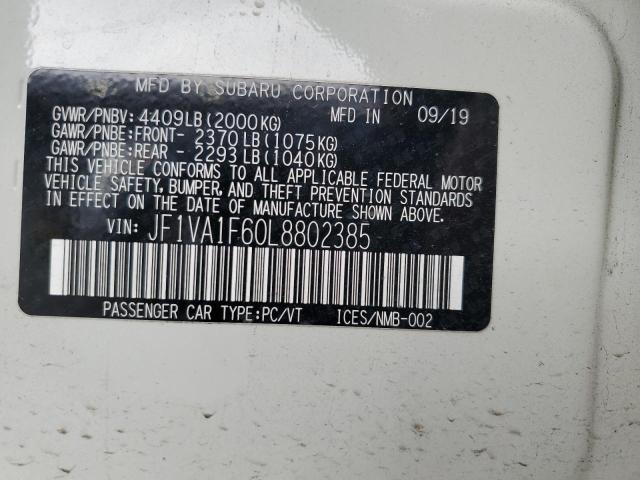 MFD BY SUBARU CORPORATION
GVWR/PNBV: 4409LB (2000KG) MFD IN 09/19
GAWR/PNBE:FRONT- 2370LB (1075KG)
GAWR/PNBE:REAR - 2293LB (1040KG)
THIS VEHICLE CONFORMS TO ALL APPLICABLE FEDERAL MOTOR
VEHICLE SAFETY, BUMPER, AND THEFT PREVENTION STANDARDS
IN EFFECT ON THE DATE OF MANUFACTURE SHOWN ABOVE.
VIN: JF1VA1F60L8802385
PASSENGER CAR TYPE:PC/VT ICES/NMB-002